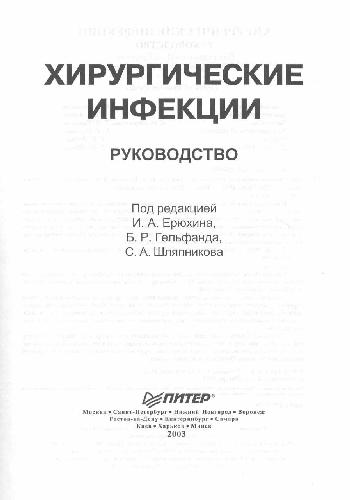 ХИРУРГИЧЕСКИЕ
ИНФЕКЦИИ
РУКОВОДСТВО
Под редакцией
И. А. Ерюхина,
Б. Р. Гельфанда,
С. А. Шляпникова
ПИТЕР®
Москва • Санкт-Петербург • Нижний Новгород • Воронеж
Ростов-на-Дону • Екатеринбург • Самара
Киев • Харьков • Минск
2003